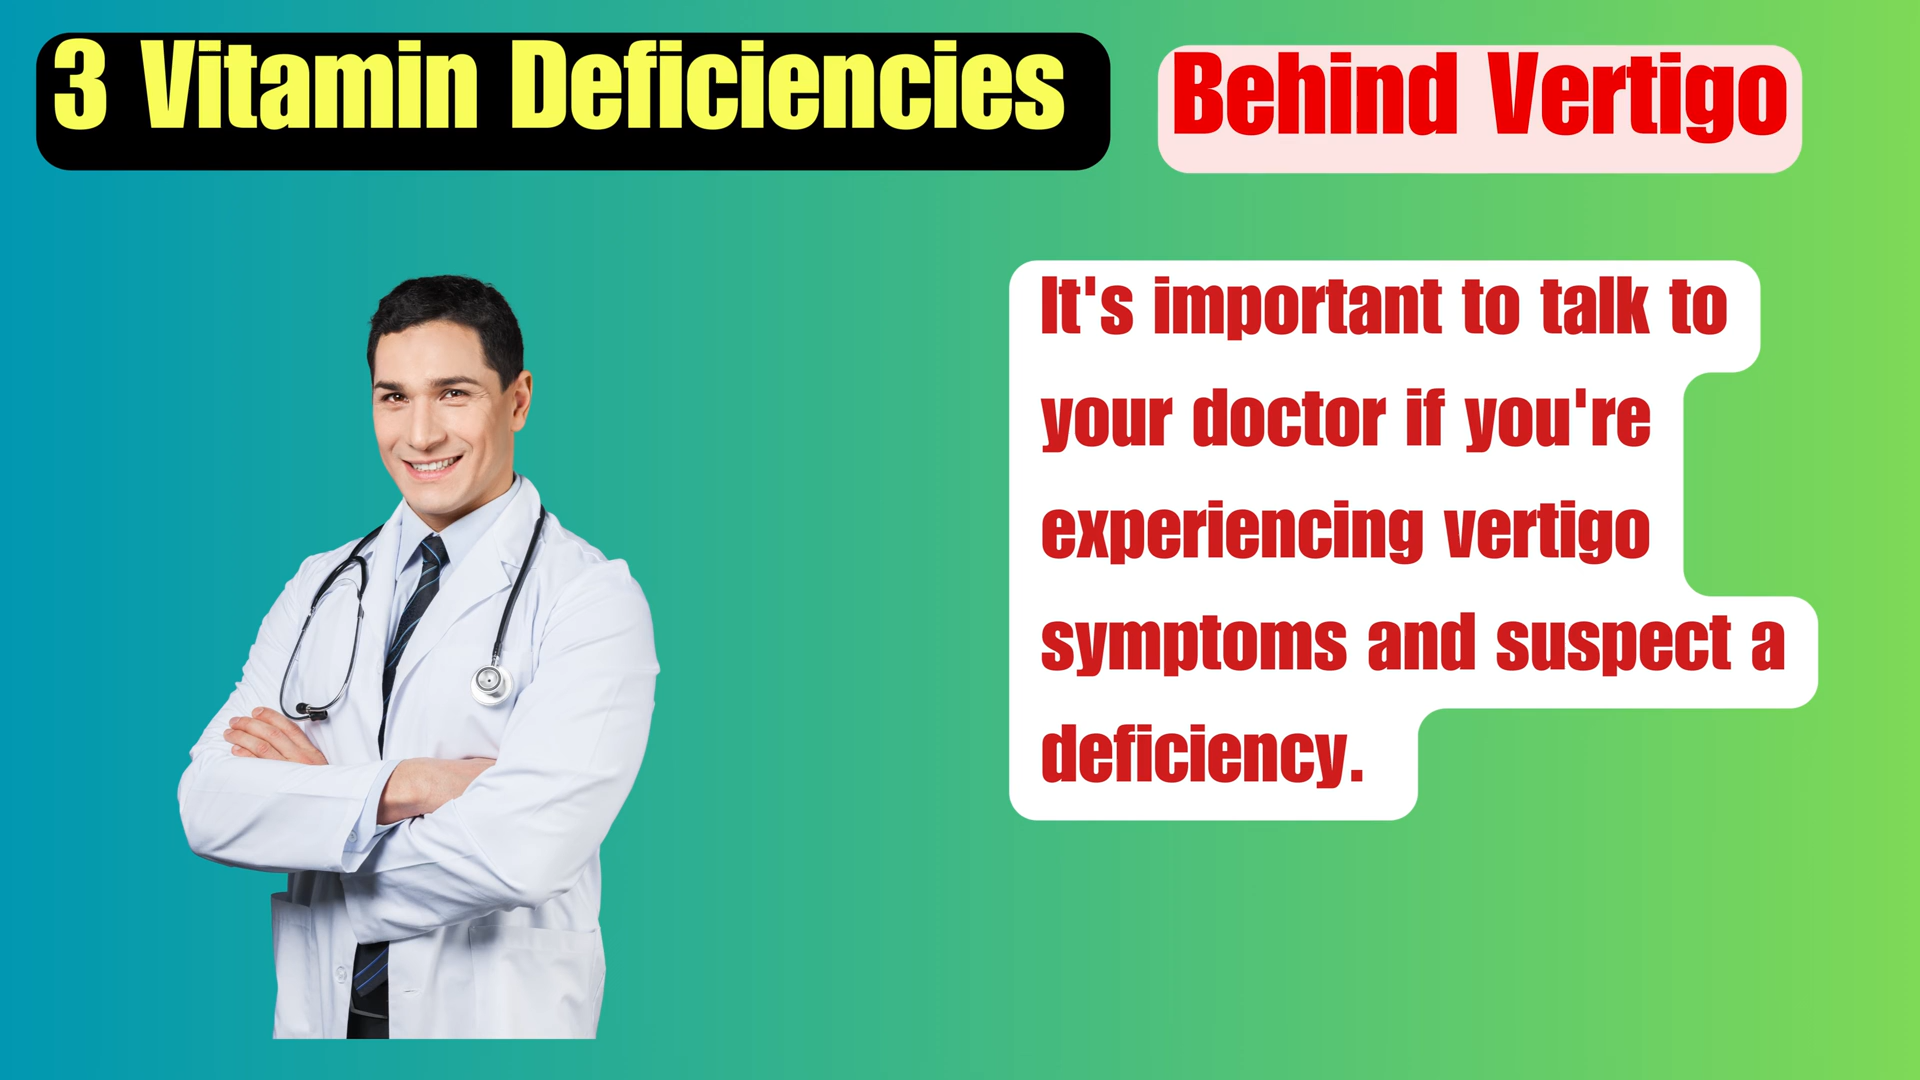 3 Vitamin Deficiencies Behind Vertigo
It's important to talk to
your doctor if you're
experiencing vertigo
symptoms and suspect a
deficiency.